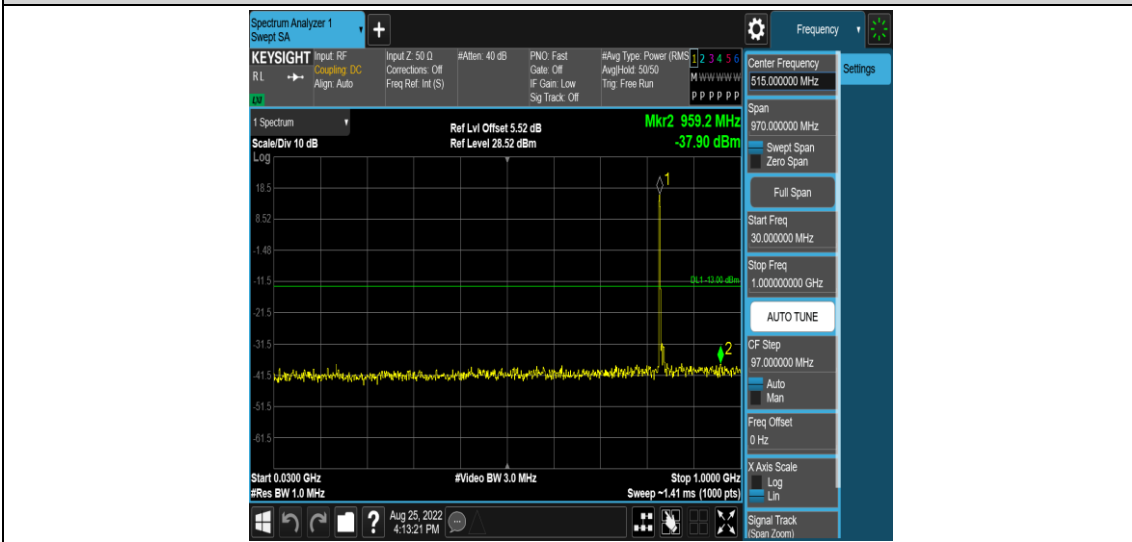 Spectrum Analyzer 1
Swept SA
+
Frequency
KEYSIGHT
RL
LXI
Input: RF
Coupling: DC
Align: Auto
Input Z: 50 Ω
Corrections: Off
Freq Ref: Int (S)
#Atten: 40 dB
PNO: Fast
Gate: Off
IF Gain: Low
Sig Track: Off
#Avg Type: Power (RMS
Avg|Hold: 50/50
Trig: Free Run
1 2 3 4 5 6
M W W W W W
P P P P P P
1 Spectrum
Scale/Div 10 dB
Log
Ref Lvl Offset 5.52 dB
Ref Level 28.52 dBm
Mkr2 959.2 MHz
-37.90 dBm
1
18.5
8.52
-1.48
-11.5
DL1 -13.00 dBm
-21.5
-31.5
2
-41.5
-51.5
-61.5
Start 0.0300 GHz
#Res BW 1.0 MHz
#Video BW 3.0 MHz
Stop 1.0000 GHz
Sweep ~1.41 ms (1000 pts)
?
Aug 25, 2022
4:13:21 PM
Center Frequency
515.000000 MHz
Settings
Span
970.000000 MHz
Swept Span
Zero Span
Full Span
Start Freq
30.000000 MHz
Stop Freq
1.000000000 GHz
AUTO TUNE
CF Step
97.000000 MHz
Auto
Man
Freq Offset
0 Hz
X Axis Scale
Log
Lin
Signal Track
(Span Zoom)